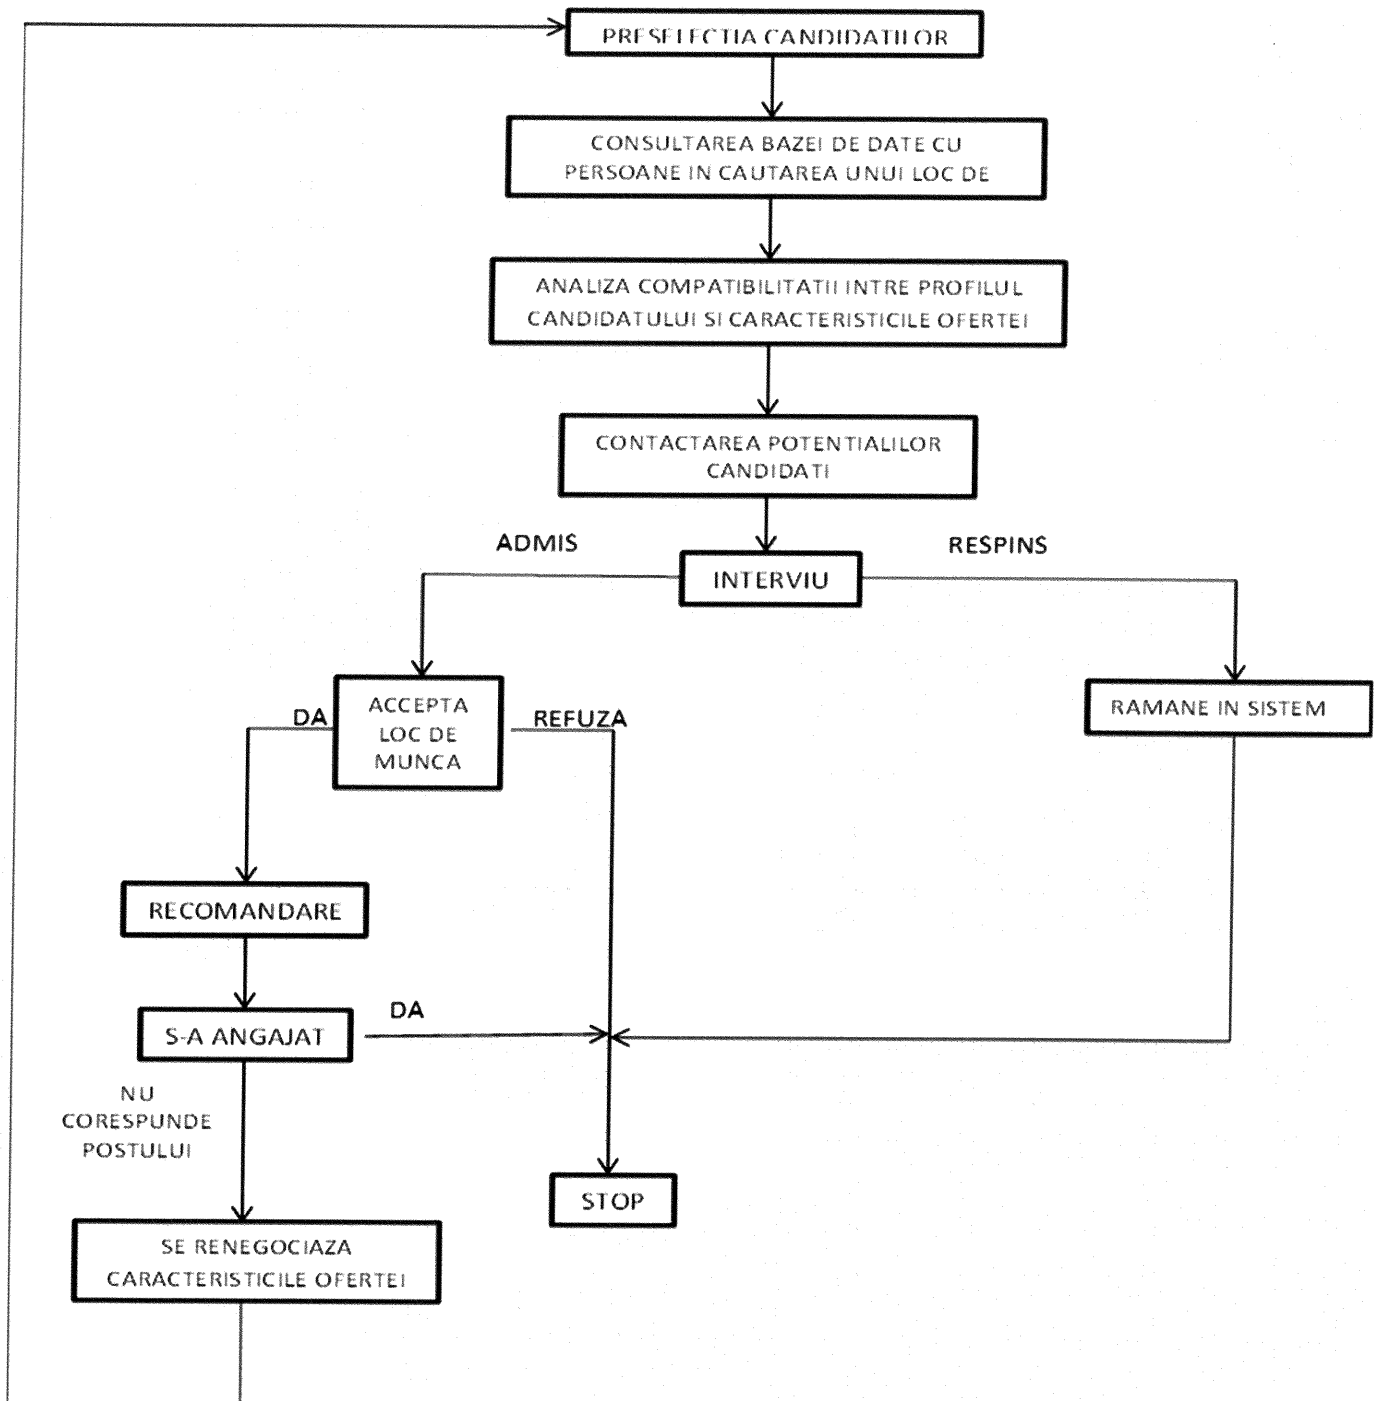 PRESELECTIA CANDIDATILOR
CONSULTAREA BAZEI DE DATE CU
PERSOANE IN CAUTAREA UNUI LOC DE
ANALIZA COMPATIBILITATII INTRE PROFILUL
CANDIDATULUI SI CARACTERISTICILE OFERTEI
CONTACTAREA POTENTIALILOR
CANDIDATI
ADMIS
RESPINS
INTERVIU
ACCEPTA
LOC DE
MUNCA
DA
REFUZA
RAMANE IN SISTEM
RECOMANDARE
S-A ANGAJAT
DA
NU
CORESPUNDE
POSTULUI
STOP
SE RENEGOCIAZA
CARACTERISTICILE OFERTEI